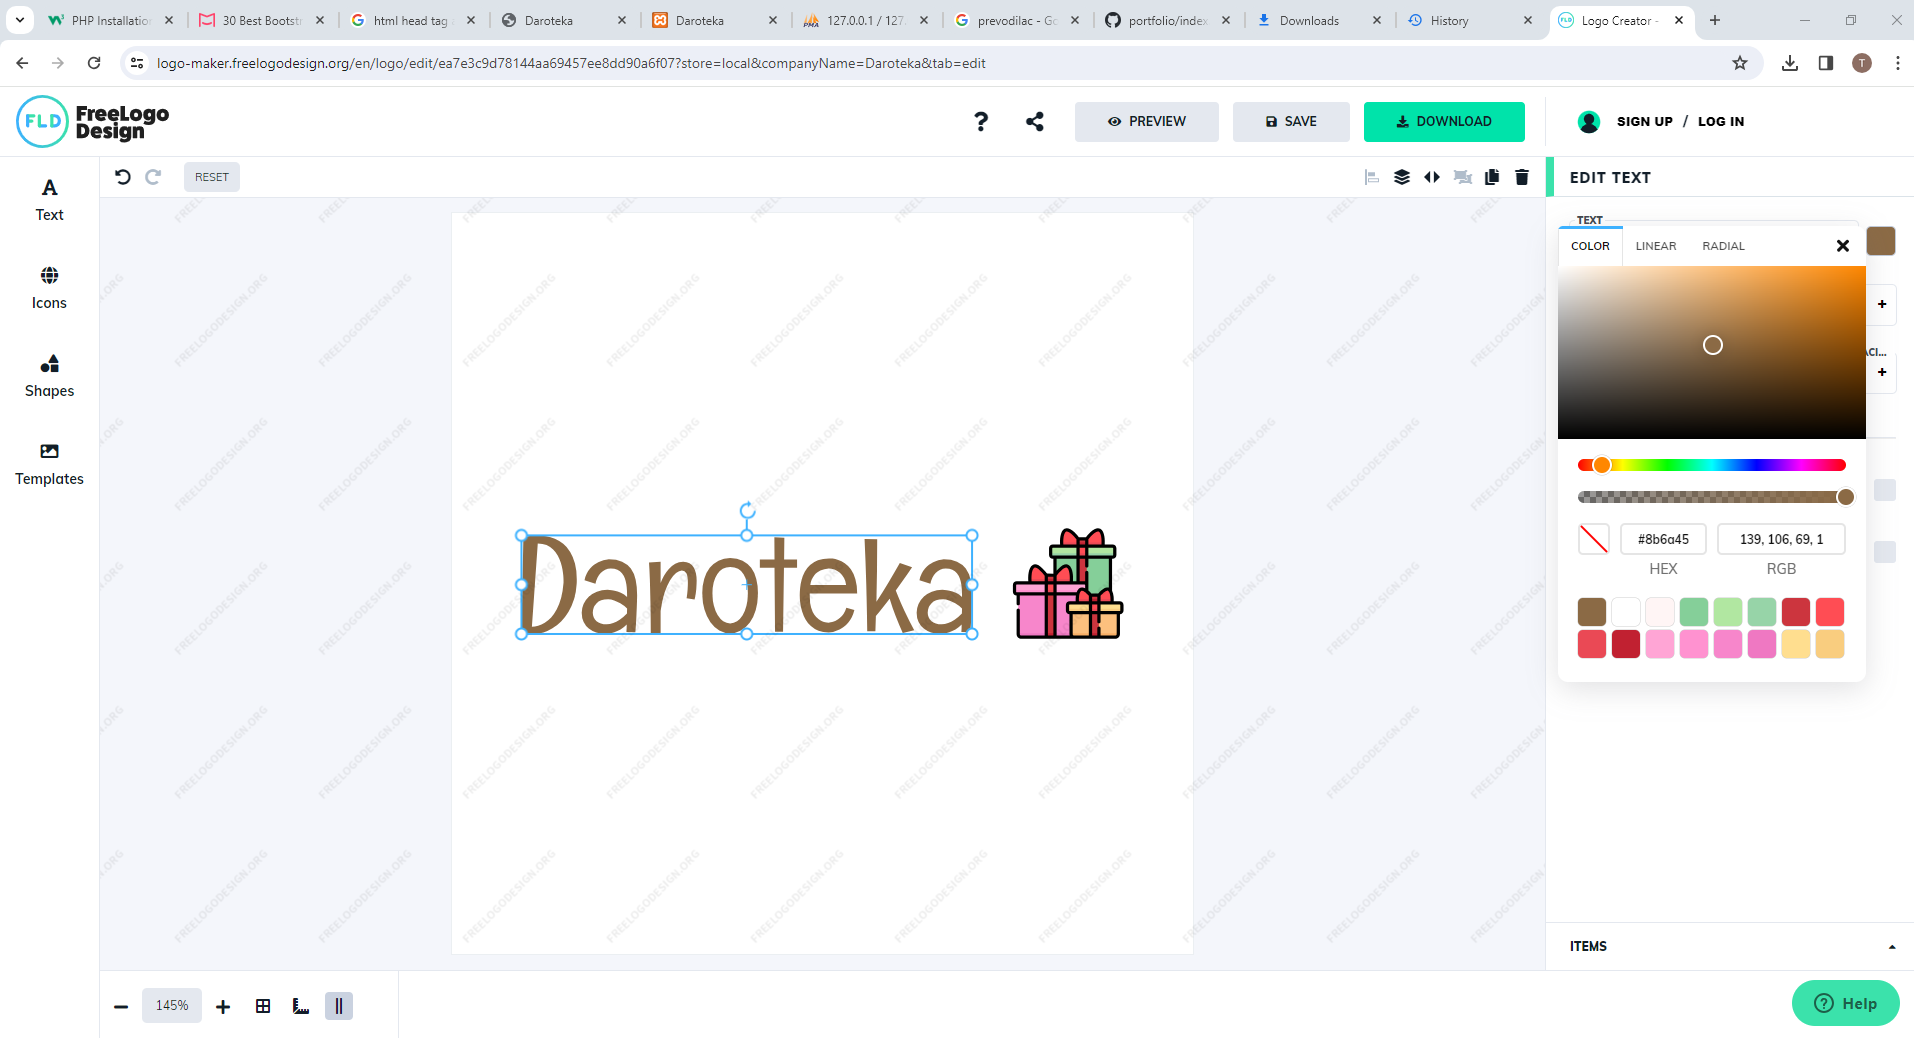 PHP Installatio
30 Best Bootst
html head tag
Daroteka
Daroteka
127.0.0.1 / 127
prevodilac - Go
portfolio/index
Downloads
History
Logo Creator -
logo-maker.freelogodesign.org/en/logo/edit/ea7e3c9d78144aa69457ee8dd90a6f07?store=local&companyName=Daroteka&tab=edit
T
FLD
FreeLogo
Design
?
PREVIEW
SAVE
DOWNLOAD
SIGN UP / LOG IN
RESET
EDIT TEXT
Text
Icons
Shapes
Templates
TEXT
COLOR
LINEAR
RADIAL
ACI...
#8b6a45
139, 106, 69, 1
HEX
RGB
Daroteka
FREELOGODESIGN.ORG
ITEMS
145%
Help